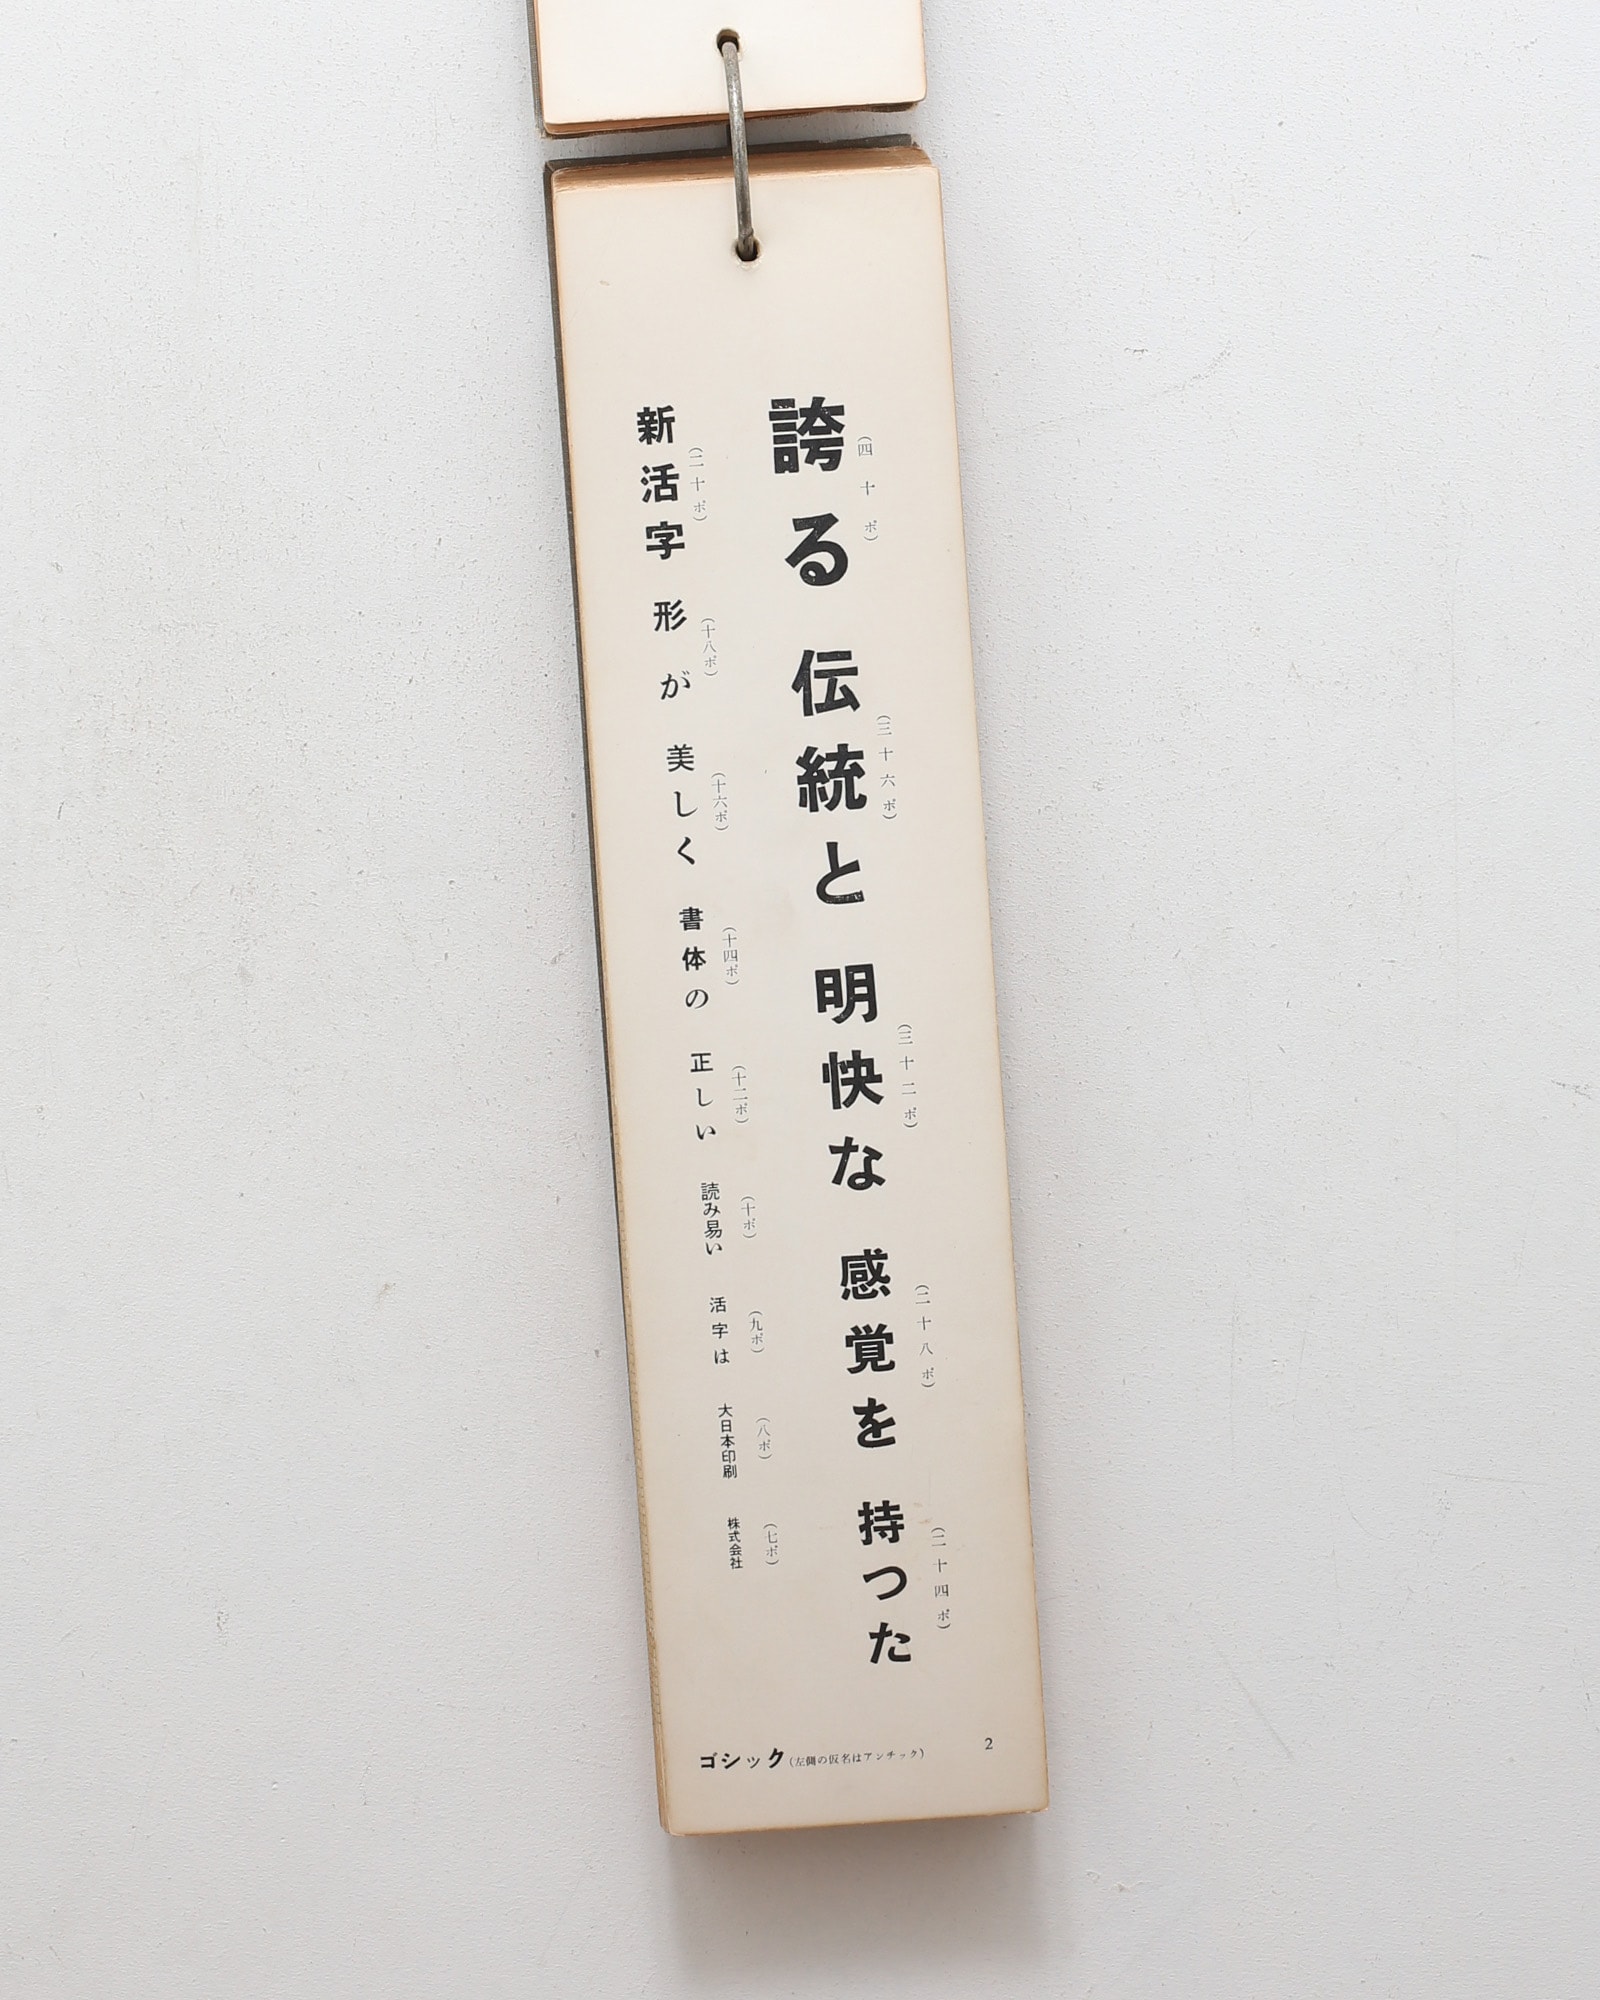 誇る 伝統と 明快な 感覚を 持つた
(四十ポ) (三十六ポ) (三十二ポ) (二十八ポ) (二十四ポ)
新活字 形が 美しく 書体の 正しい 読み易い 活字は 大日本印刷 株式会社
(二十ポ) (十八ポ) (十六ポ) (十四ポ) (十二ポ) (十ポ) (九ポ) (八ポ) (七ポ)
ゴシック(左側の仮名はアンチック)
2